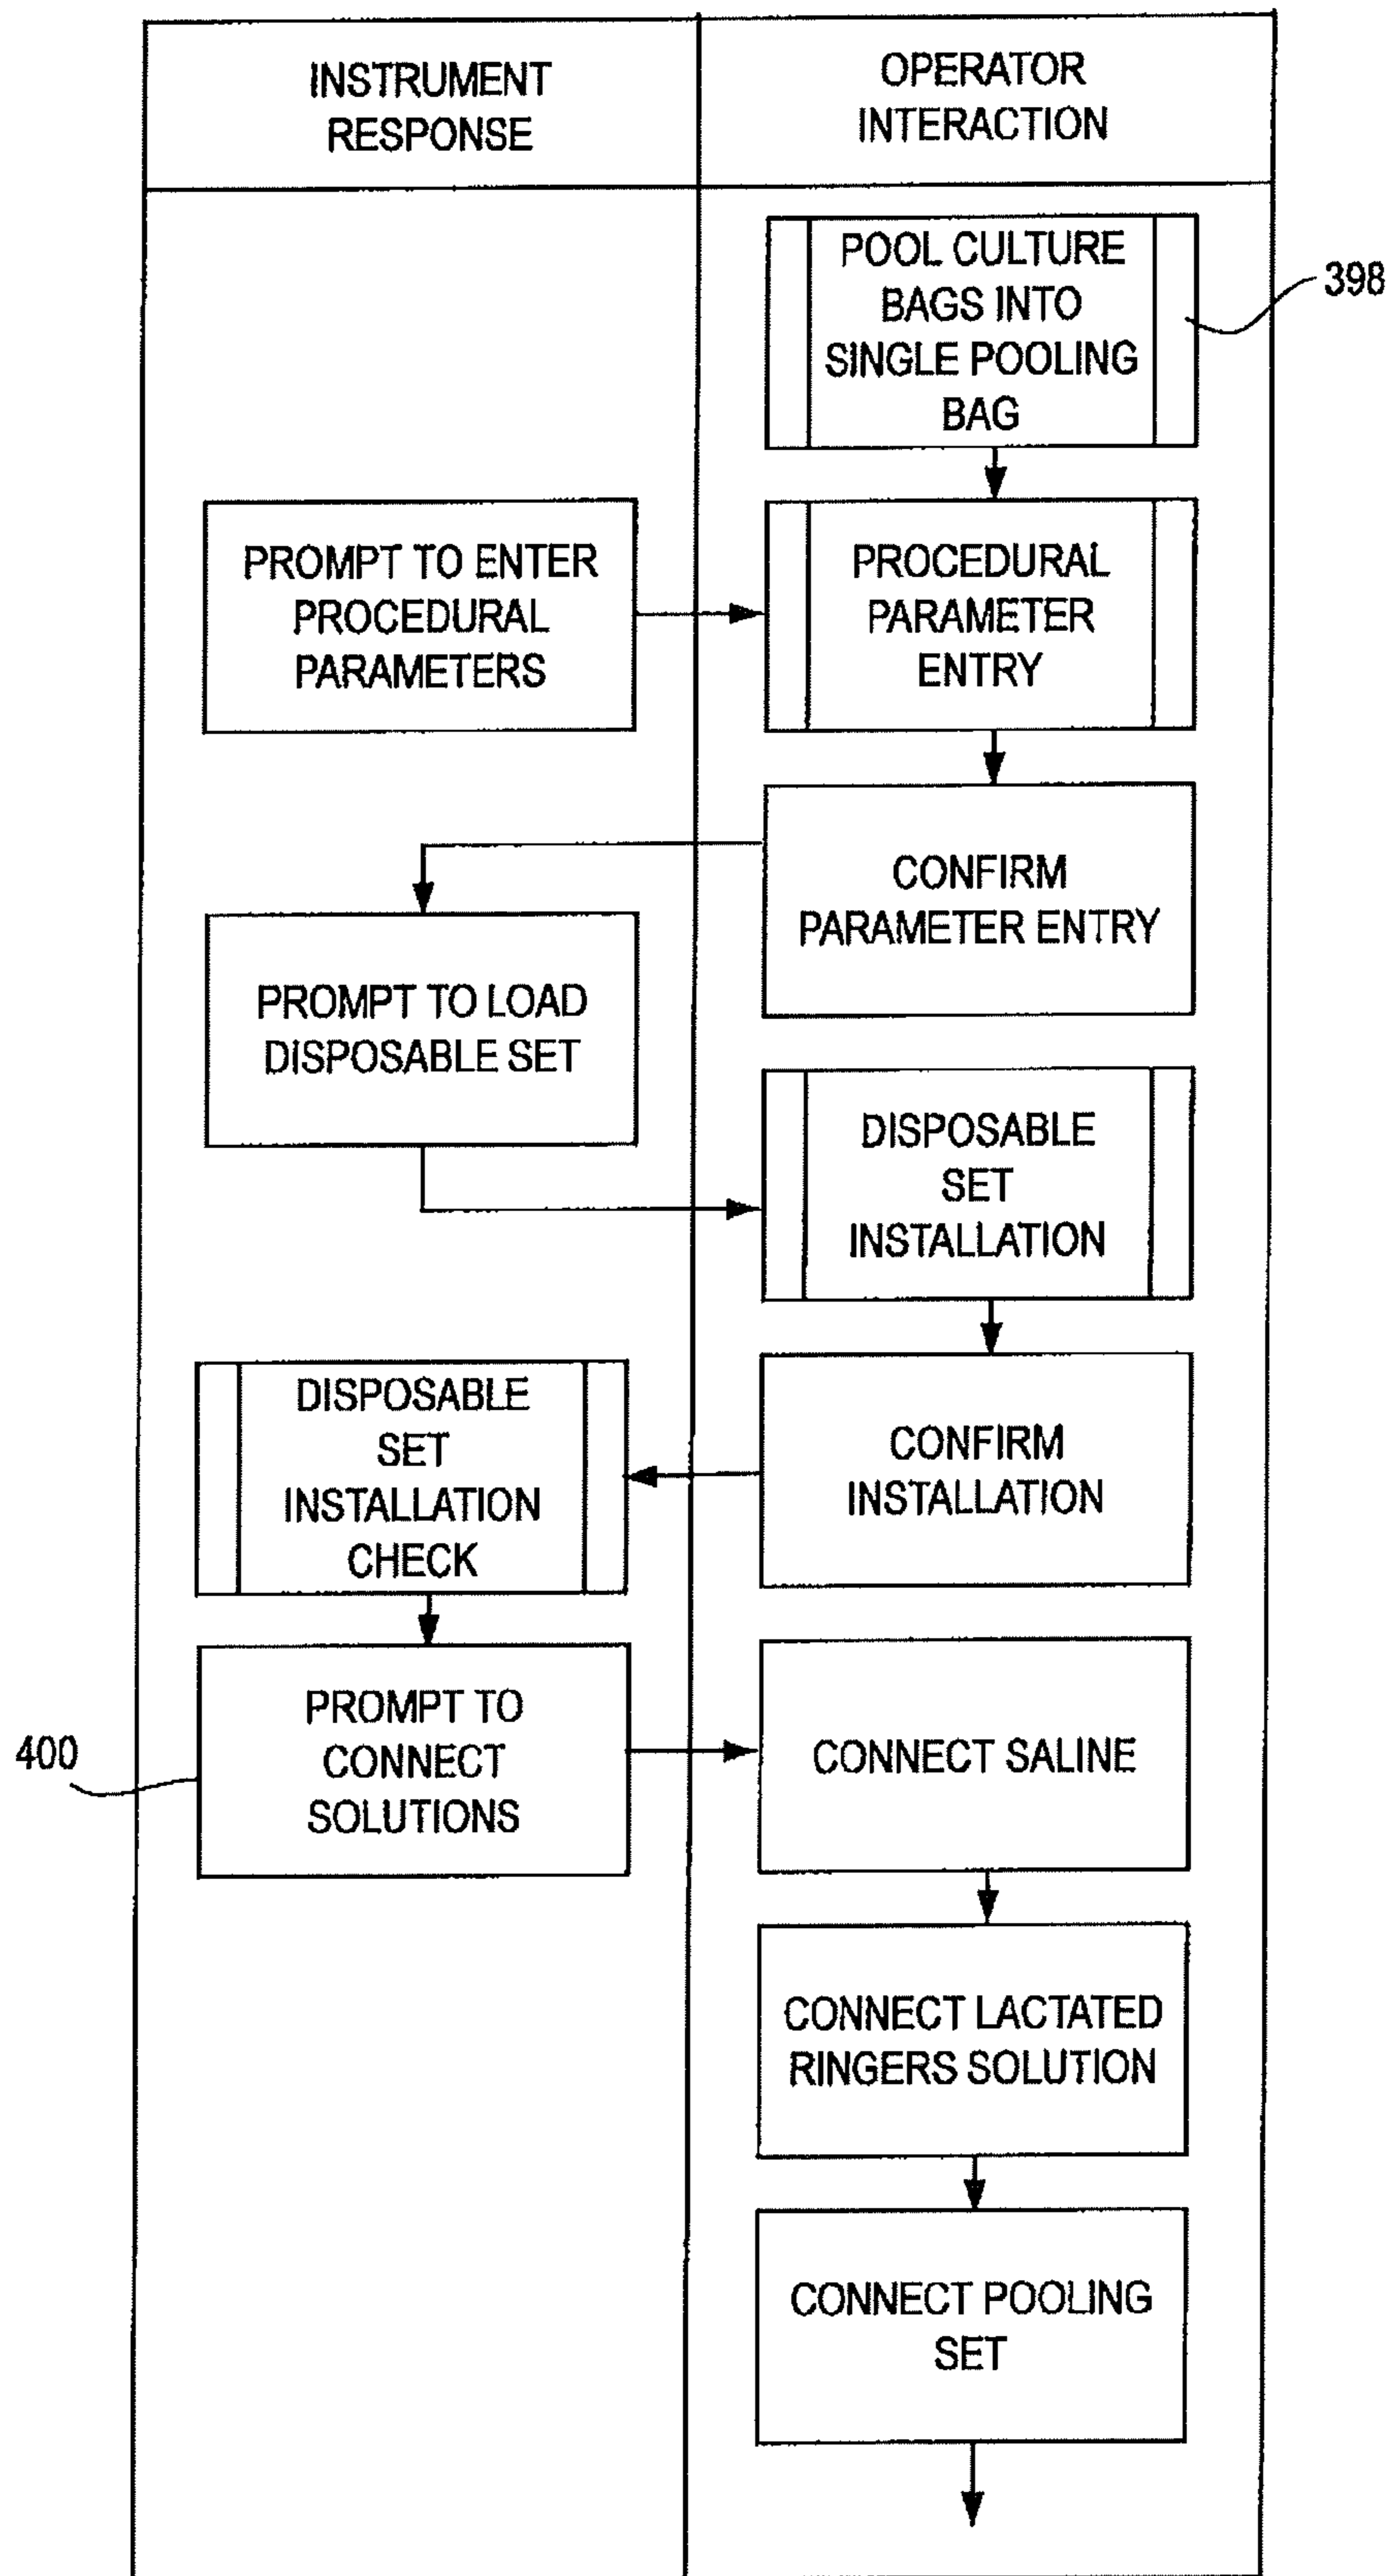 INSTRUMENT
RESPONSE
OPERATOR
INTERACTION
POOL CULTURE
BAGS INTO
SINGLE POOLING
BAG
398
PROMPT TO ENTER
PROCEDURAL
PARAMETERS
PROCEDURAL
PARAMETER
ENTRY
CONFIRM
PARAMETER ENTRY
PROMPT TO LOAD
DISPOSABLE SET
DISPOSABLE
SET
INSTALLATION
CONFIRM
INSTALLATION
DISPOSABLE
SET
INSTALLATION
CHECK
400
PROMPT TO
CONNECT
SOLUTIONS
CONNECT SALINE
CONNECT LACTATED
RINGERS SOLUTION
CONNECT POOLING
SET